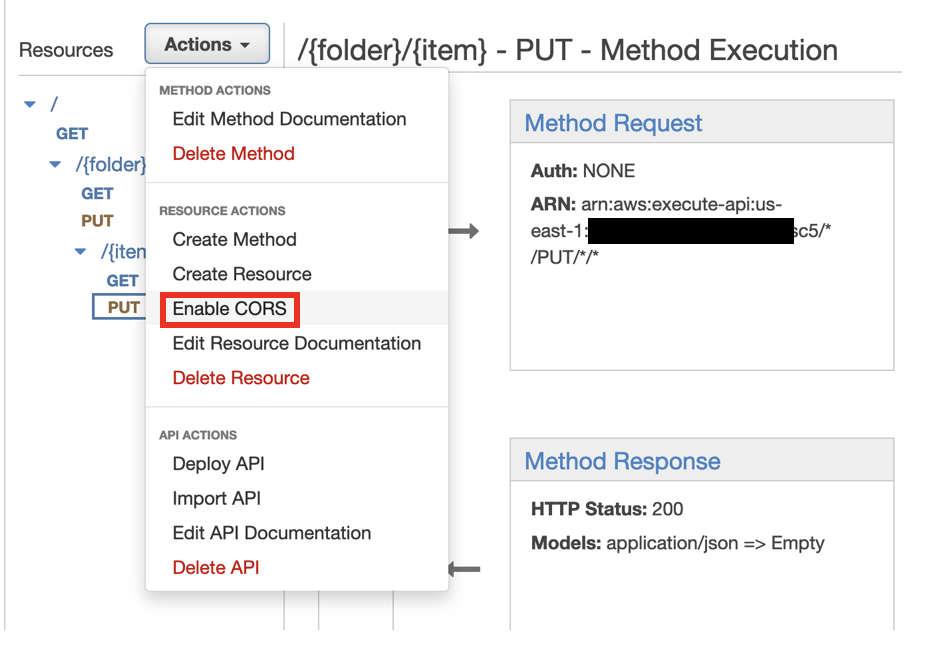 Resources
Actions
/{folder}/{item} - PUT - Method Execution
/
GET
/{folder}
GET
PUT
/{item
GET
PUT
METHOD ACTIONS
Edit Method Documentation
Delete Method
RESOURCE ACTIONS
Create Method
Create Resource
Enable CORS
Edit Resource Documentation
Delete Resource
API ACTIONS
Deploy API
Import API
Edit API Documentation
Delete API
Method Request
Auth: NONE
ARN: arn:aws:execute-api:us-
east-1: sc5/*
/PUT/*/*
Method Response
HTTP Status: 200
Models: application/json => Empty